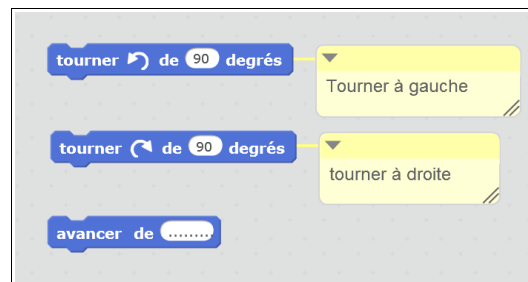 tourner de 90 degrés
Tourner à gauche
tourner de 90 degrés
tourner à droite
avancer de .........